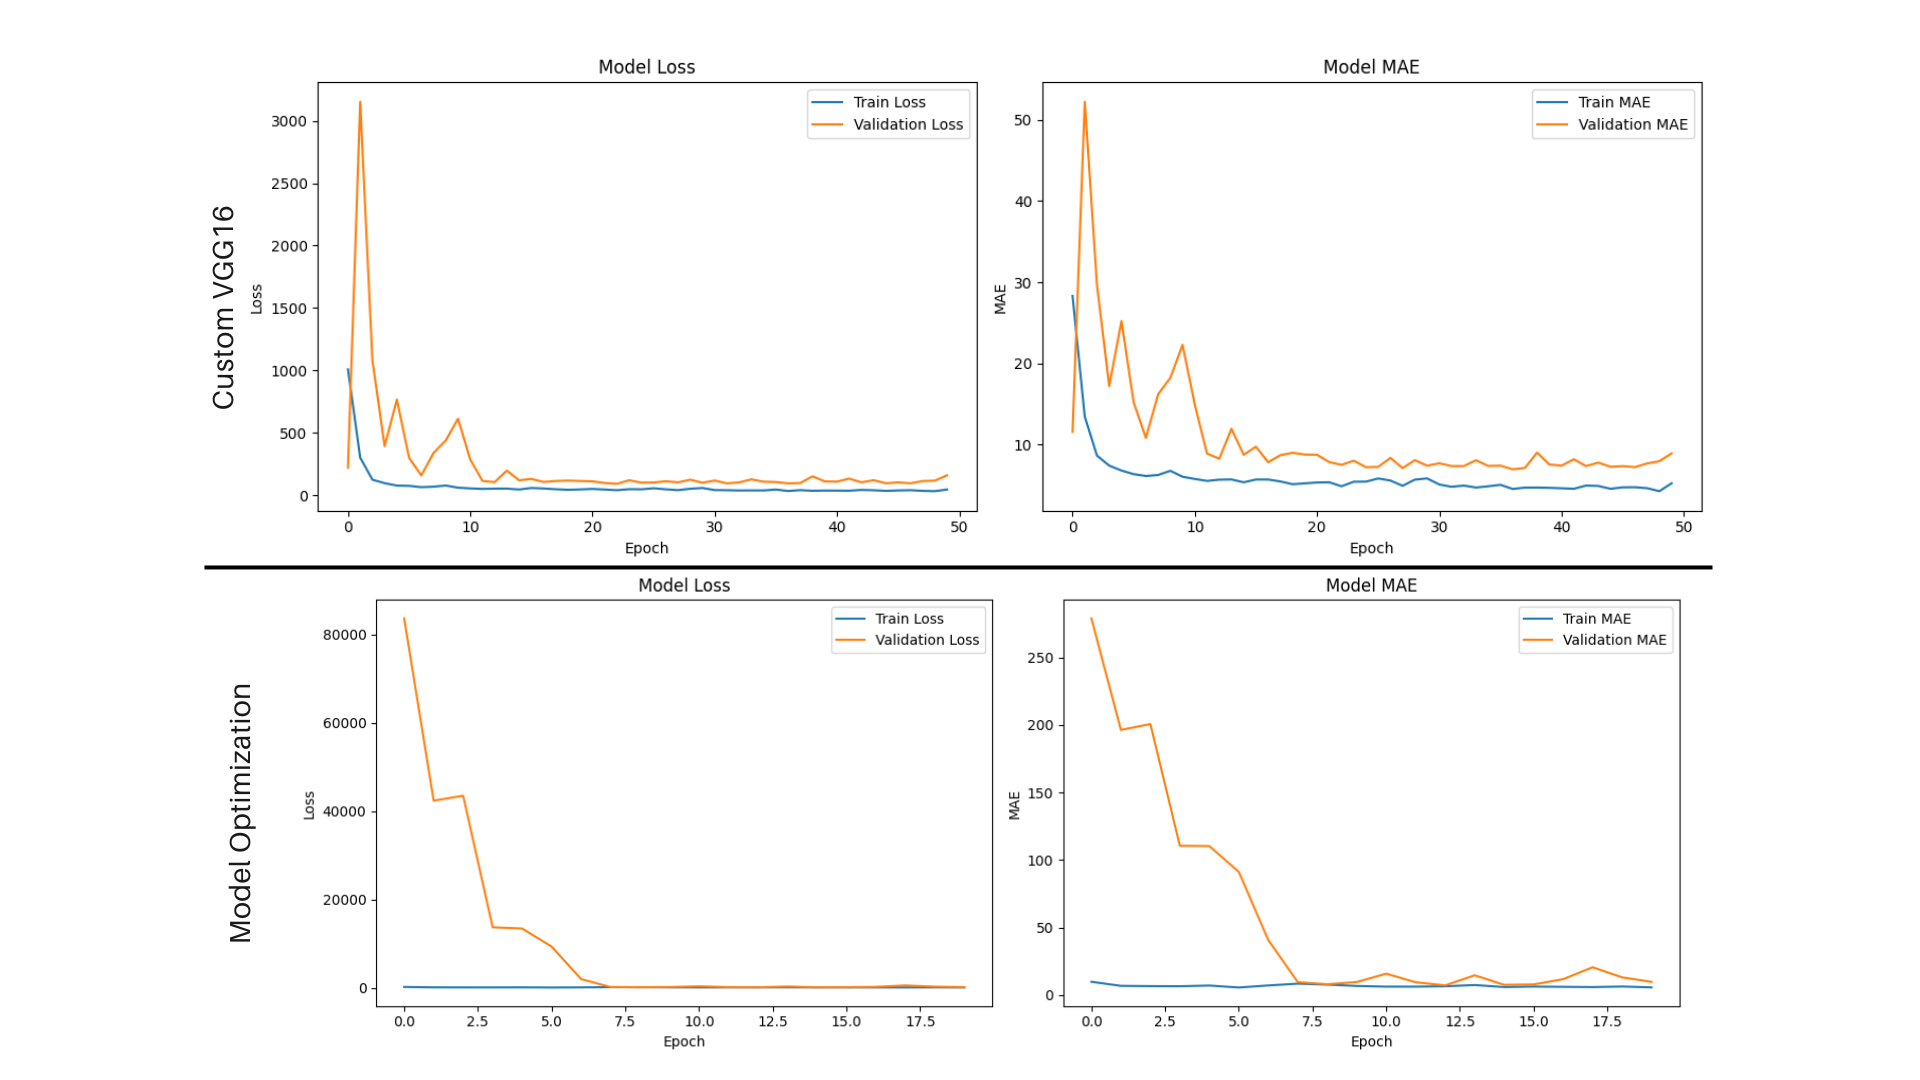 Custom VGG16
Model Loss
Train Loss
Validation Loss
3000
2500
2000
1500
1000
500
0
Loss
0 10 20 30 40 50
Epoch
Model MAE
Train MAE
Validation MAE
50
40
30
20
10
MAE
0 10 20 30 40 50
Epoch
Model Optimization
Model Loss
Train Loss
Validation Loss
80000
60000
40000
20000
0
Loss
0.0 2.5 5.0 7.5 10.0 12.5 15.0 17.5
Epoch
Model MAE
Train MAE
Validation MAE
250
200
150
100
50
0
MAE
0.0 2.5 5.0 7.5 10.0 12.5 15.0 17.5
Epoch